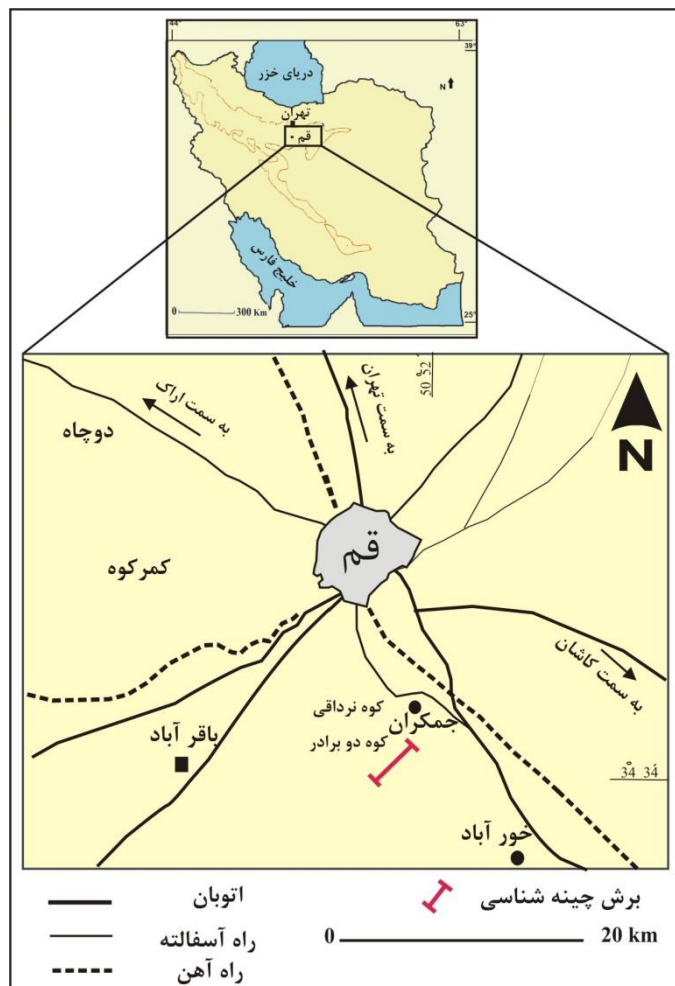 44°
63°
39°
دریای خزر
N
تهران
قم
خلیج فارس
0 300 Km
25°
به سمت اراک
به سمت تهران
50° 52'
دوچاه
N
قم
کمرکوه
به سمت کاشان
کوه نرداقی
جمکران
باقر آباد
کوه دو برادر
34° 34'
خور آباد
اتوبان
برش چینه شناسی
راه آسفالته
0 20 km
راه آهن